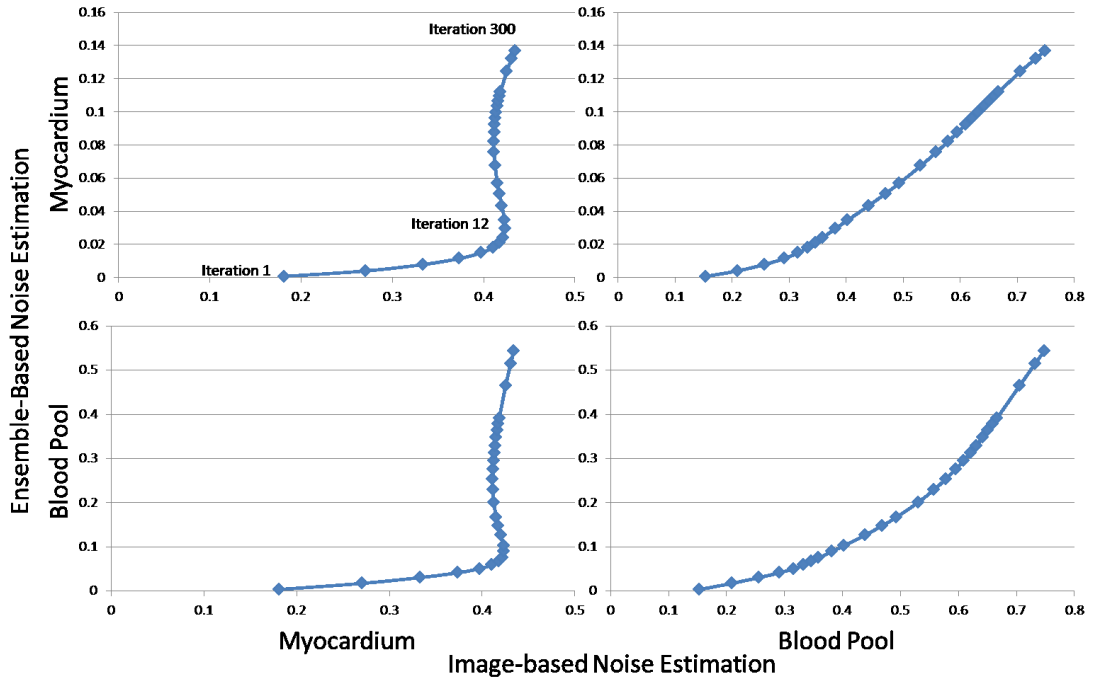 Ensemble-Based Noise Estimation
Myocardium
0.16
0.14
0.12
0.1
0.08
0.06
0.04
0.02
0
Iteration 300
Iteration 12
Iteration 1
0 0.1 0.2 0.3 0.4 0.5
0.16
0.14
0.12
0.1
0.08
0.06
0.04
0.02
0
0 0.1 0.2 0.3 0.4 0.5 0.6 0.7 0.8
Blood Pool
0.6
0.5
0.4
0.3
0.2
0.1
0
0 0.1 0.2 0.3 0.4 0.5
0.6
0.5
0.4
0.3
0.2
0.1
0
0 0.1 0.2 0.3 0.4 0.5 0.6 0.7 0.8
Myocardium
Blood Pool
Image-based Noise Estimation